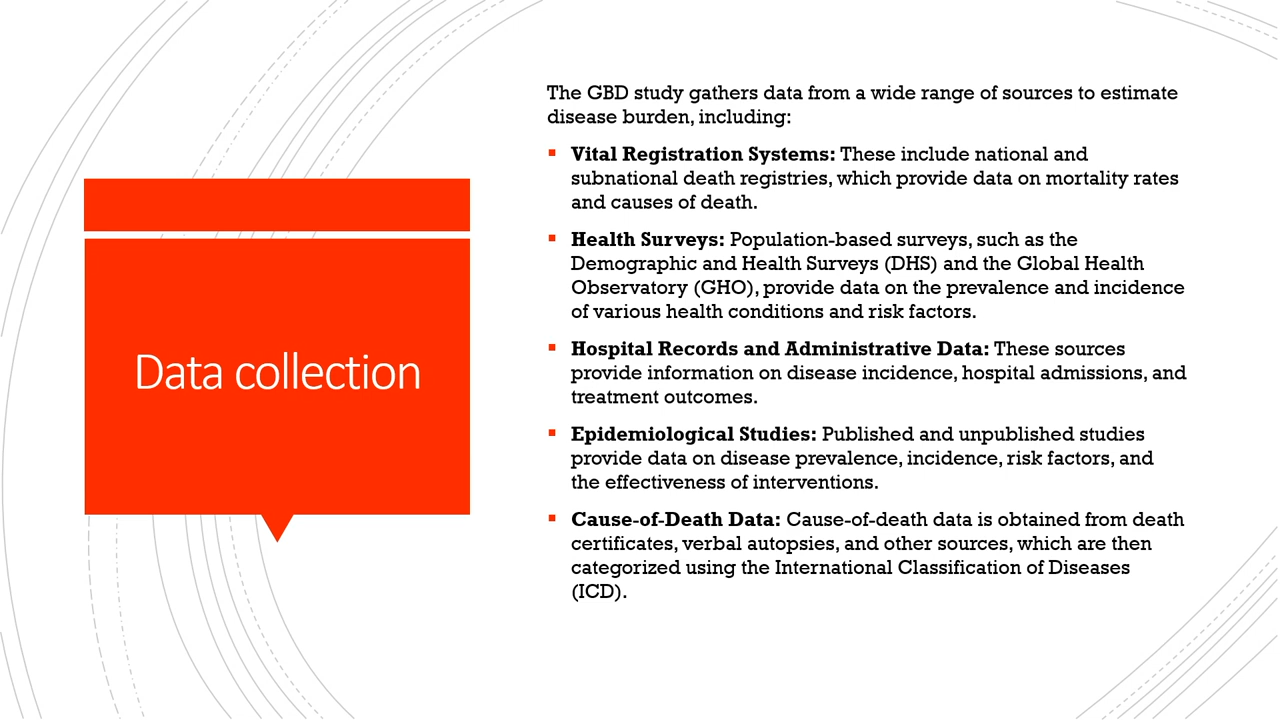 Data collection
The GBD study gathers data from a wide range of sources to estimate
disease burden, including:
▪ Vital Registration Systems: These include national and
subnational death registries, which provide data on mortality rates
and causes of death.
▪ Health Surveys: Population-based surveys, such as the
Demographic and Health Surveys (DHS) and the Global Health
Observatory (GHO), provide data on the prevalence and incidence
of various health conditions and risk factors.
▪ Hospital Records and Administrative Data: These sources
provide information on disease incidence, hospital admissions, and
treatment outcomes.
▪ Epidemiological Studies: Published and unpublished studies
provide data on disease prevalence, incidence, risk factors, and
the effectiveness of interventions.
▪ Cause-of-Death Data: Cause-of-death data is obtained from death
certificates, verbal autopsies, and other sources, which are then
categorized using the International Classification of Diseases
(ICD).